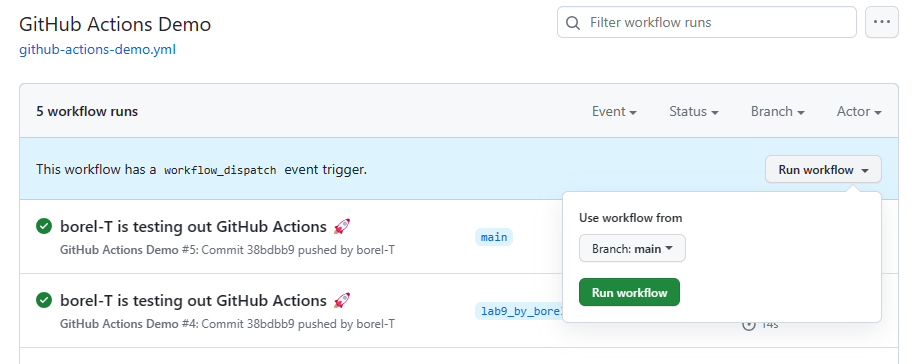 GitHub Actions Demo
Filter workflow runs
github-actions-demo.yml
5 workflow runs
Event
Status
Branch
Actor
This workflow has a workflow_dispatch event trigger.
Run workflow
Use workflow from
Branch: main
Run workflow
borel-T is testing out GitHub Actions 🚀
GitHub Actions Demo #5: Commit 38bdbb9 pushed by borel-T
main
borel-T is testing out GitHub Actions 🚀
GitHub Actions Demo #4: Commit 38bdbb9 pushed by borel-T
lab9_by_borel
14s